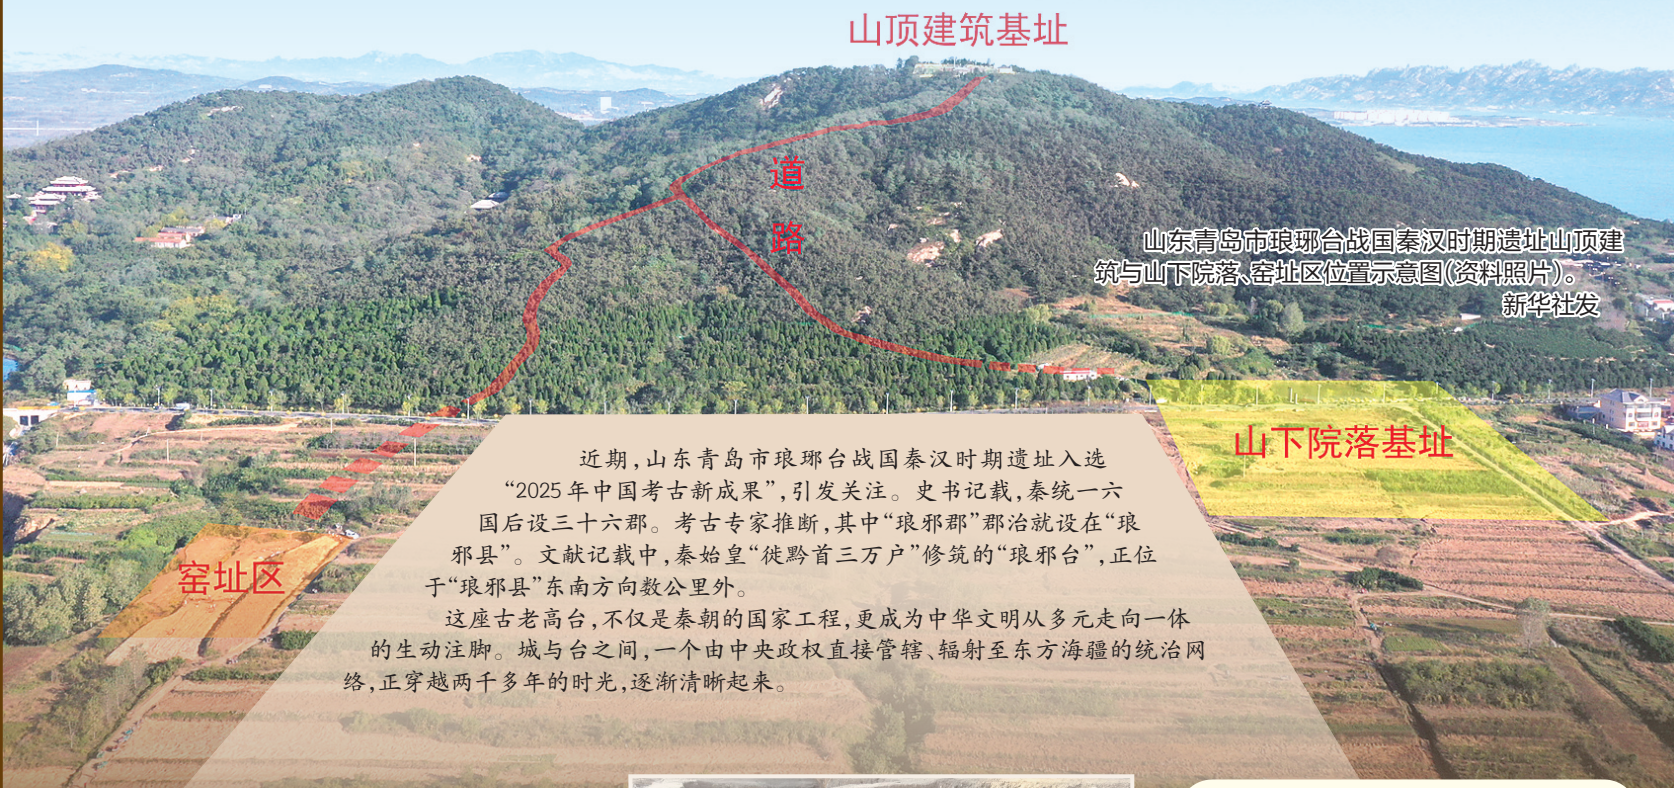 山顶建筑基址
道
路
山东青岛市琅琊台战国秦汉时期遗址山顶建
筑与山下院落、窑址区位置示意图（资料照片）。
新华社发
山下院落基址
窑址区
近期，山东青岛市琅琊台战国秦汉时期遗址入选
“2025年中国考古新成果”，引发关注。史书记载，秦统一六
国后设三十六郡。考古专家推断，其中“琅邪郡”郡治就设在“琅
邪县”。文献记载中，秦始皇“徙黔首三万户”修筑的“琅邪台”，正位
于“琅邪县”东南方向数公里外。
这座古老高台，不仅是秦朝的国家工程，更成为中华文明从多元走向一体
的生动注脚。城与台之间，一个由中央政权直接管辖、辐射至东方海疆的统治网
络，正穿越两千多年的时光，逐渐清晰起来。